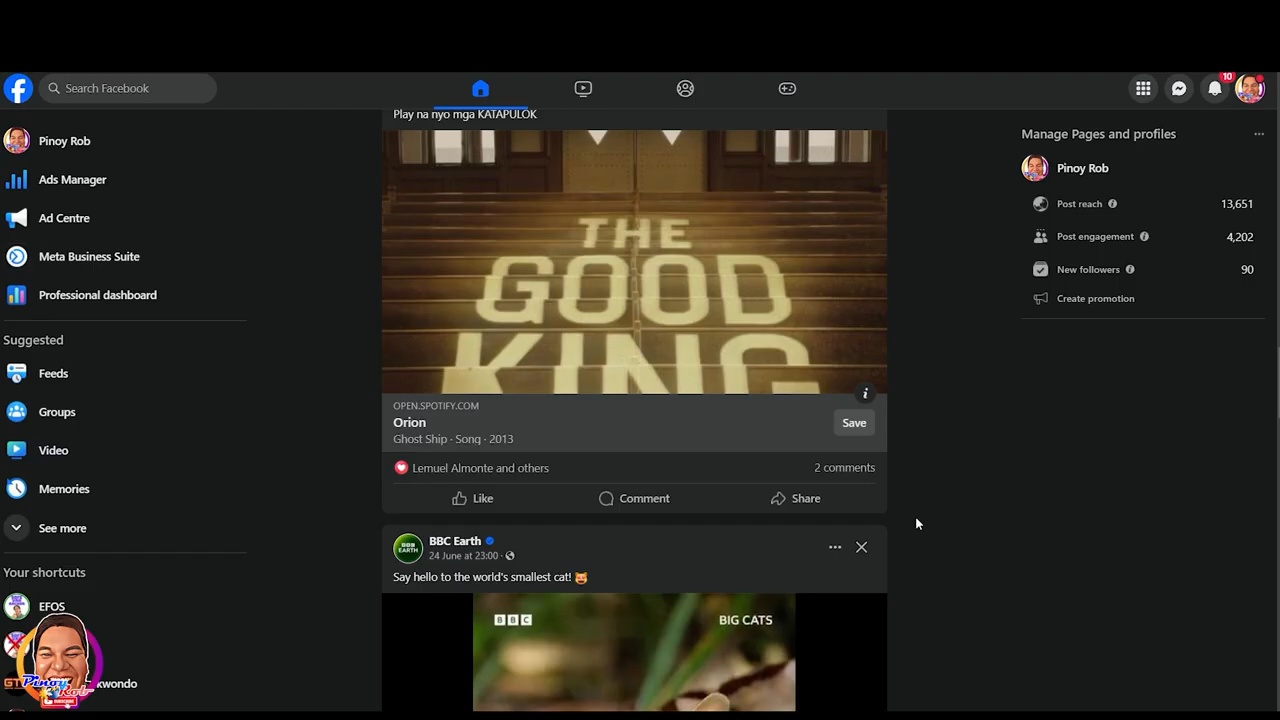 Search Facebook
10
Pinoy Rob
Ads Manager
Ad Centre
Meta Business Suite
Professional dashboard
Suggested
Feeds
Groups
Video
Memories
See more
Your shortcuts
EFOS
GT
kwondo
Pinoy
Rob
SUBSCRIBE
Play na nyo mga KATAPULOK
THE
GOOD
KING
OPEN.SPOTIFY.COM
Orion
Ghost Ship · Song · 2013
Save
Lemuel Almonte and others
2 comments
Like
Comment
Share
BBC EARTH
BBC Earth
24 June at 23:00 ·
Say hello to the world's smallest cat! 😺
BBC
BIG CATS
Manage Pages and profiles
Pinoy Rob
Post reach
13,651
Post engagement
4,202
New followers
90
Create promotion